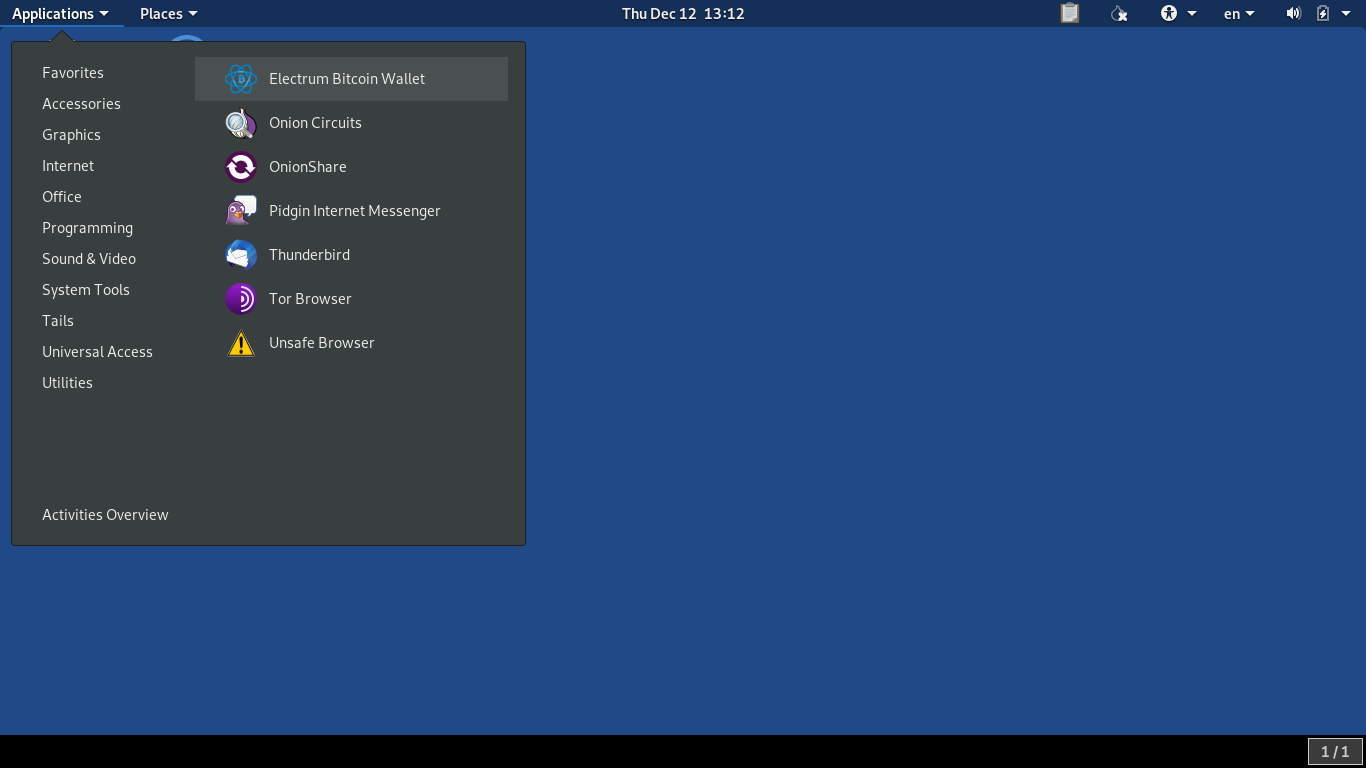 Applications Places Thu Dec 12 13:12 en
Favorites
Accessories
Graphics
Internet
Office
Programming
Sound & Video
System Tools
Tails
Universal Access
Utilities
Activities Overview
Electrum Bitcoin Wallet
Onion Circuits
OnionShare
Pidgin Internet Messenger
Thunderbird
Tor Browser
Unsafe Browser
1 / 1